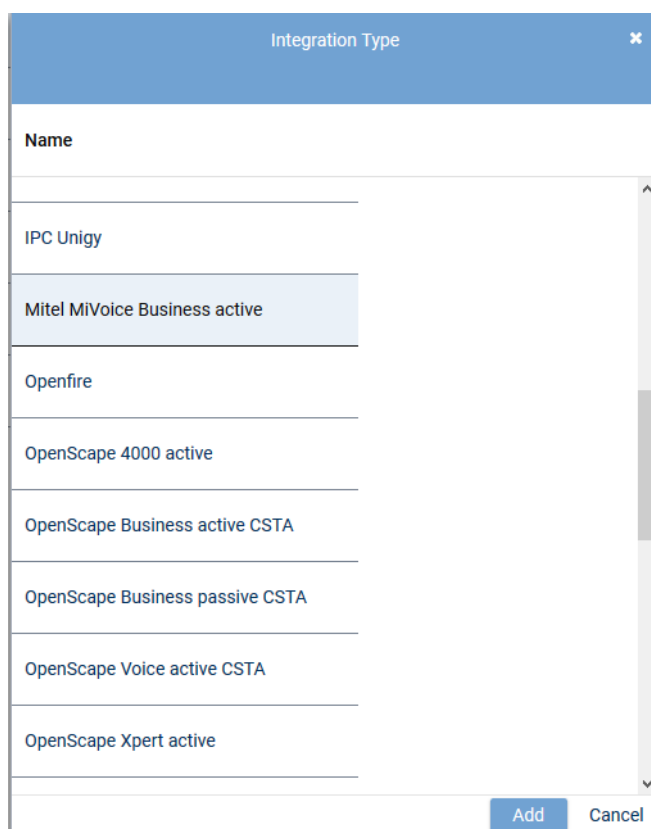 Integration Type
Name
IPC Unigy
Mitel MiVoice Business active
Openfire
OpenScape 4000 active
OpenScape Business active CSTA
OpenScape Business passive CSTA
OpenScape Voice active CSTA
OpenScape Xpert active
Add Cancel